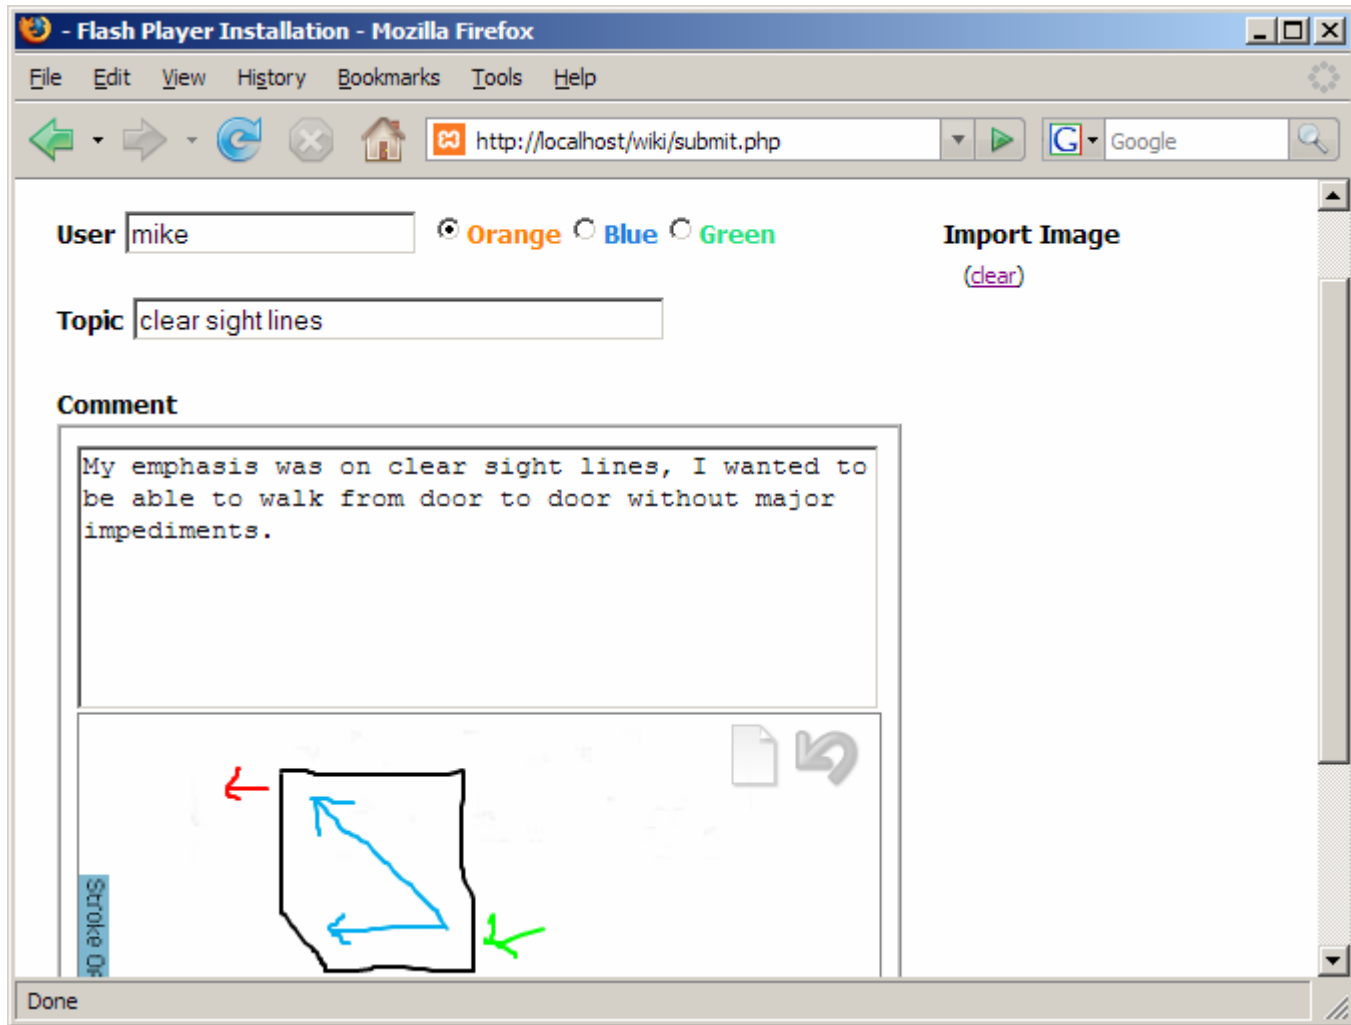 - Flash Player Installation - Mozilla Firefox
File Edit View History Bookmarks Tools Help
http://localhost/wiki/submit.php G Google
User mike Orange Blue Green Import Image
(clear)
Topic clear sight lines
Comment
My emphasis was on clear sight lines, I wanted to
be able to walk from door to door without major
impediments.
Stroke
Done